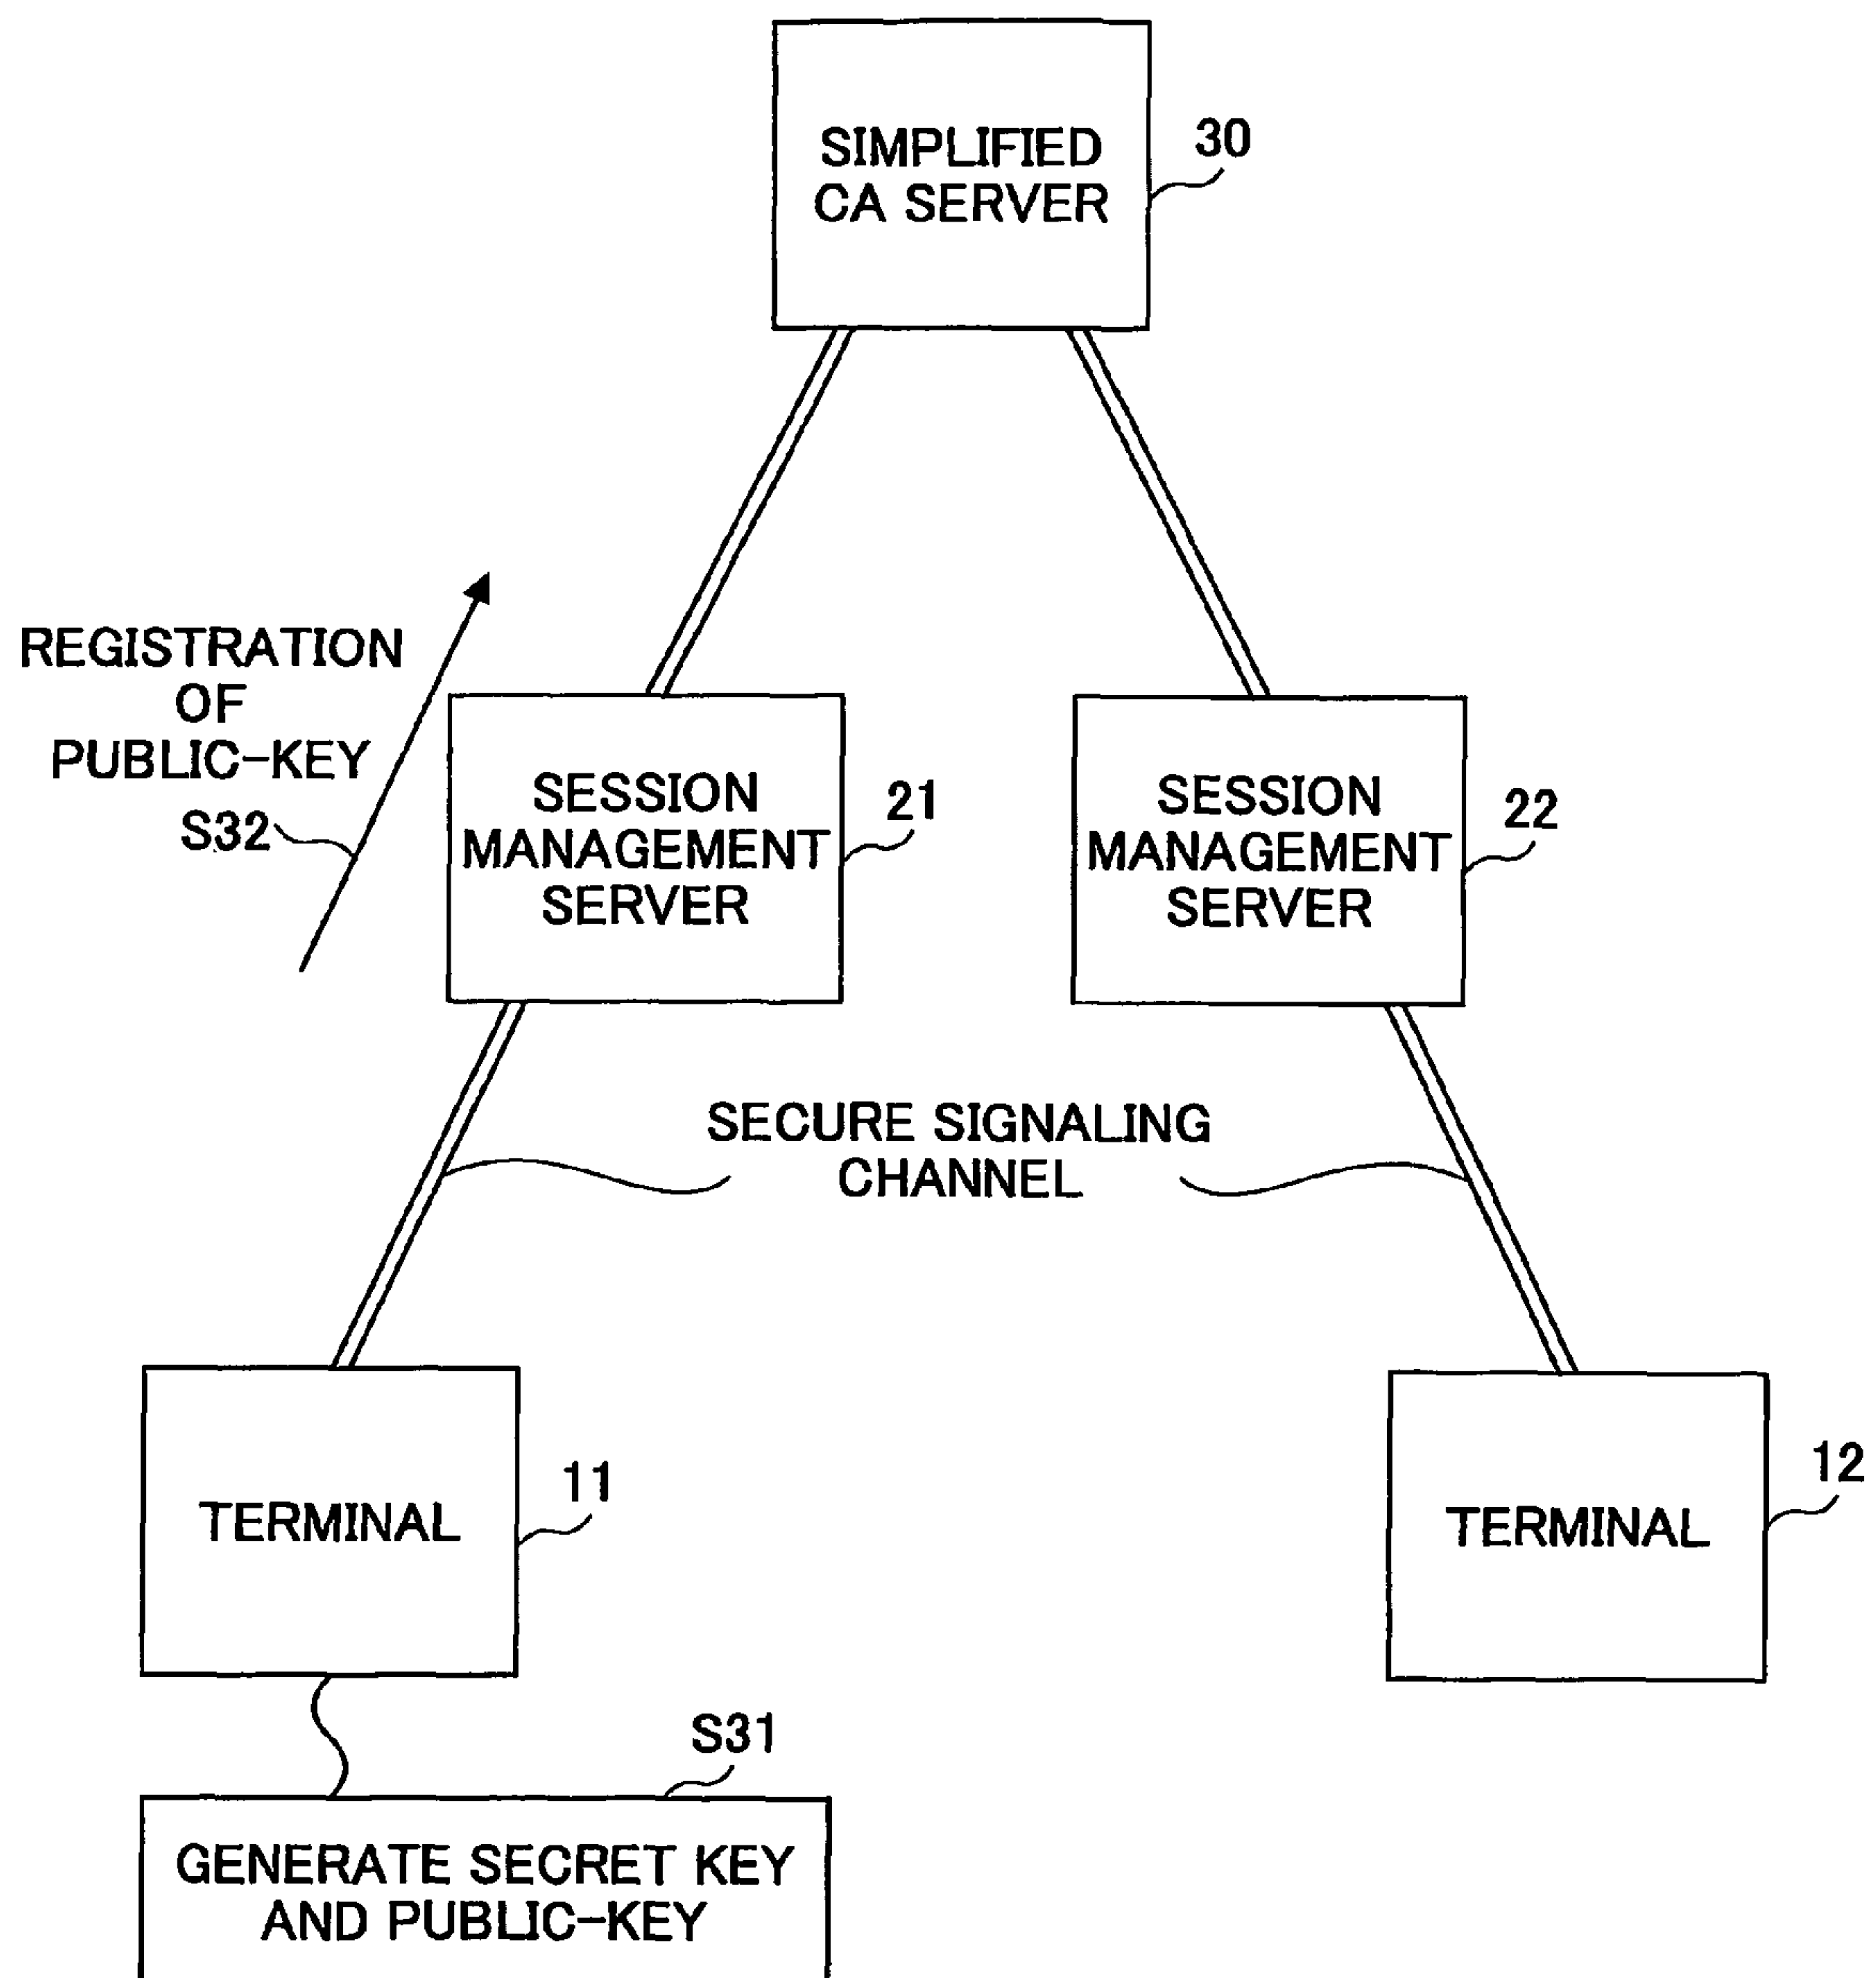 SIMPLIFIED
CA SERVER
30
REGISTRATION
OF
PUBLIC-KEY
S32
SESSION
MANAGEMENT
SERVER
21
SESSION
MANAGEMENT
SERVER
22
SECURE SIGNALING
CHANNEL
TERMINAL
11
TERMINAL
12
S31
GENERATE SECRET KEY
AND PUBLIC-KEY